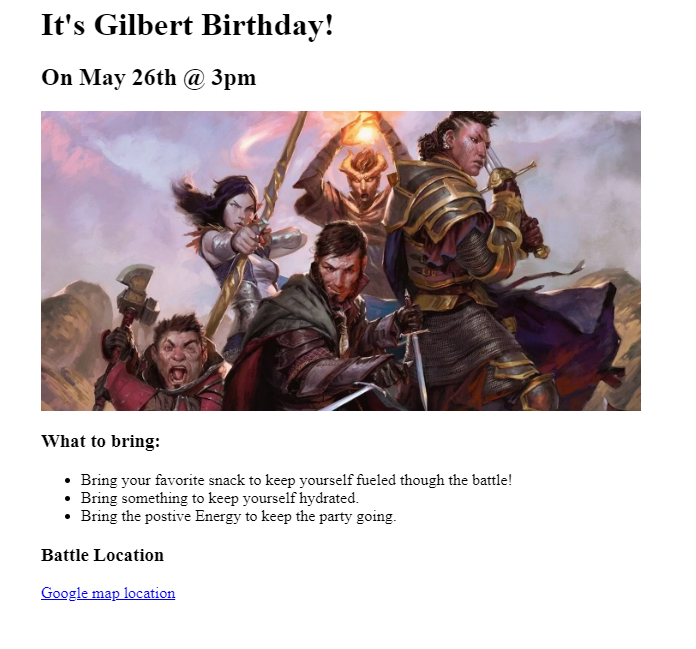 It's Gilbert Birthday!
On May 26th @ 3pm
What to bring:
Bring your favorite snack to keep yourself fueled though the battle!
Bring something to keep yourself hydrated.
Bring the postive Energy to keep the party going.
Battle Location
Google map location